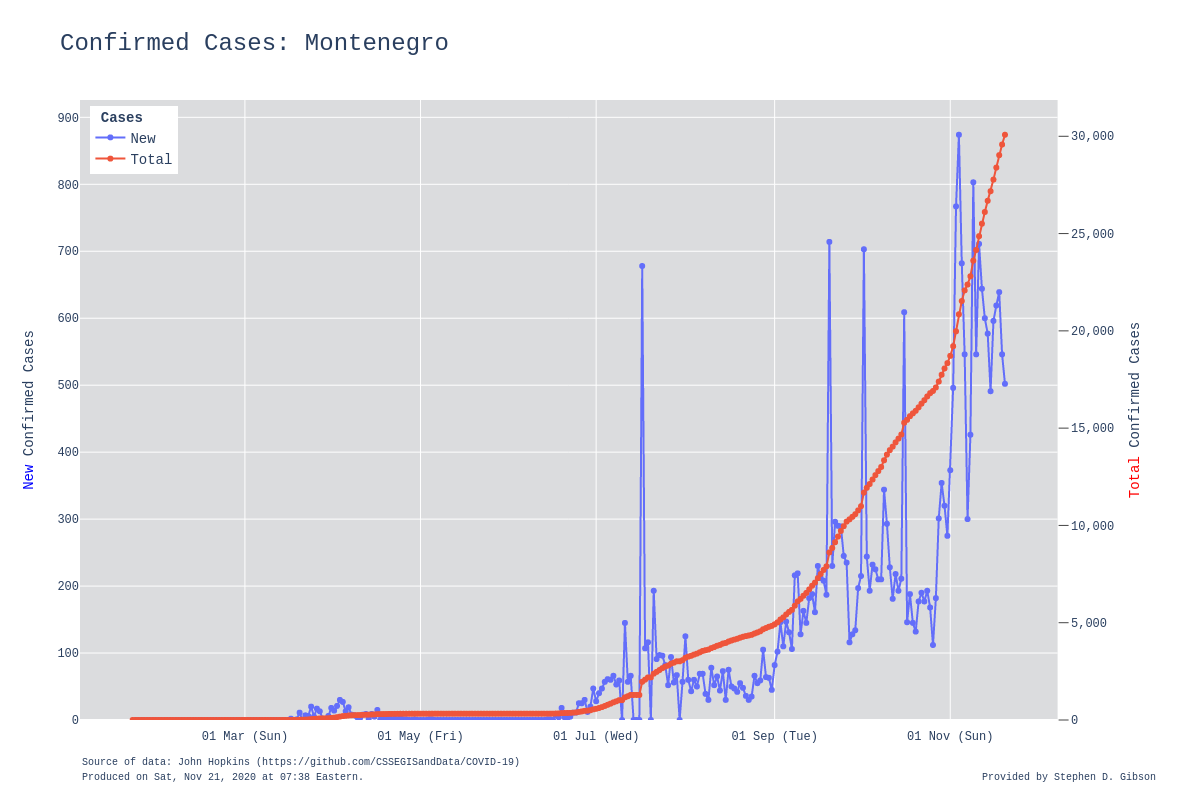 Confirmed Cases: Montenegro
Cases
New
Total
900
800
700
600
500
400
300
200
100
0
30,000
25,000
20,000
15,000
10,000
5,000
0
New Confirmed Cases
Total Confirmed Cases
01 Mar (Sun)
01 May (Fri)
01 Jul (Wed)
01 Sep (Tue)
01 Nov (Sun)
Source of data: John Hopkins (https://github.com/CSSEGISandData/COVID-19)
Produced on Sat, Nov 21, 2020 at 07:38 Eastern.
Provided by Stephen D. Gibson